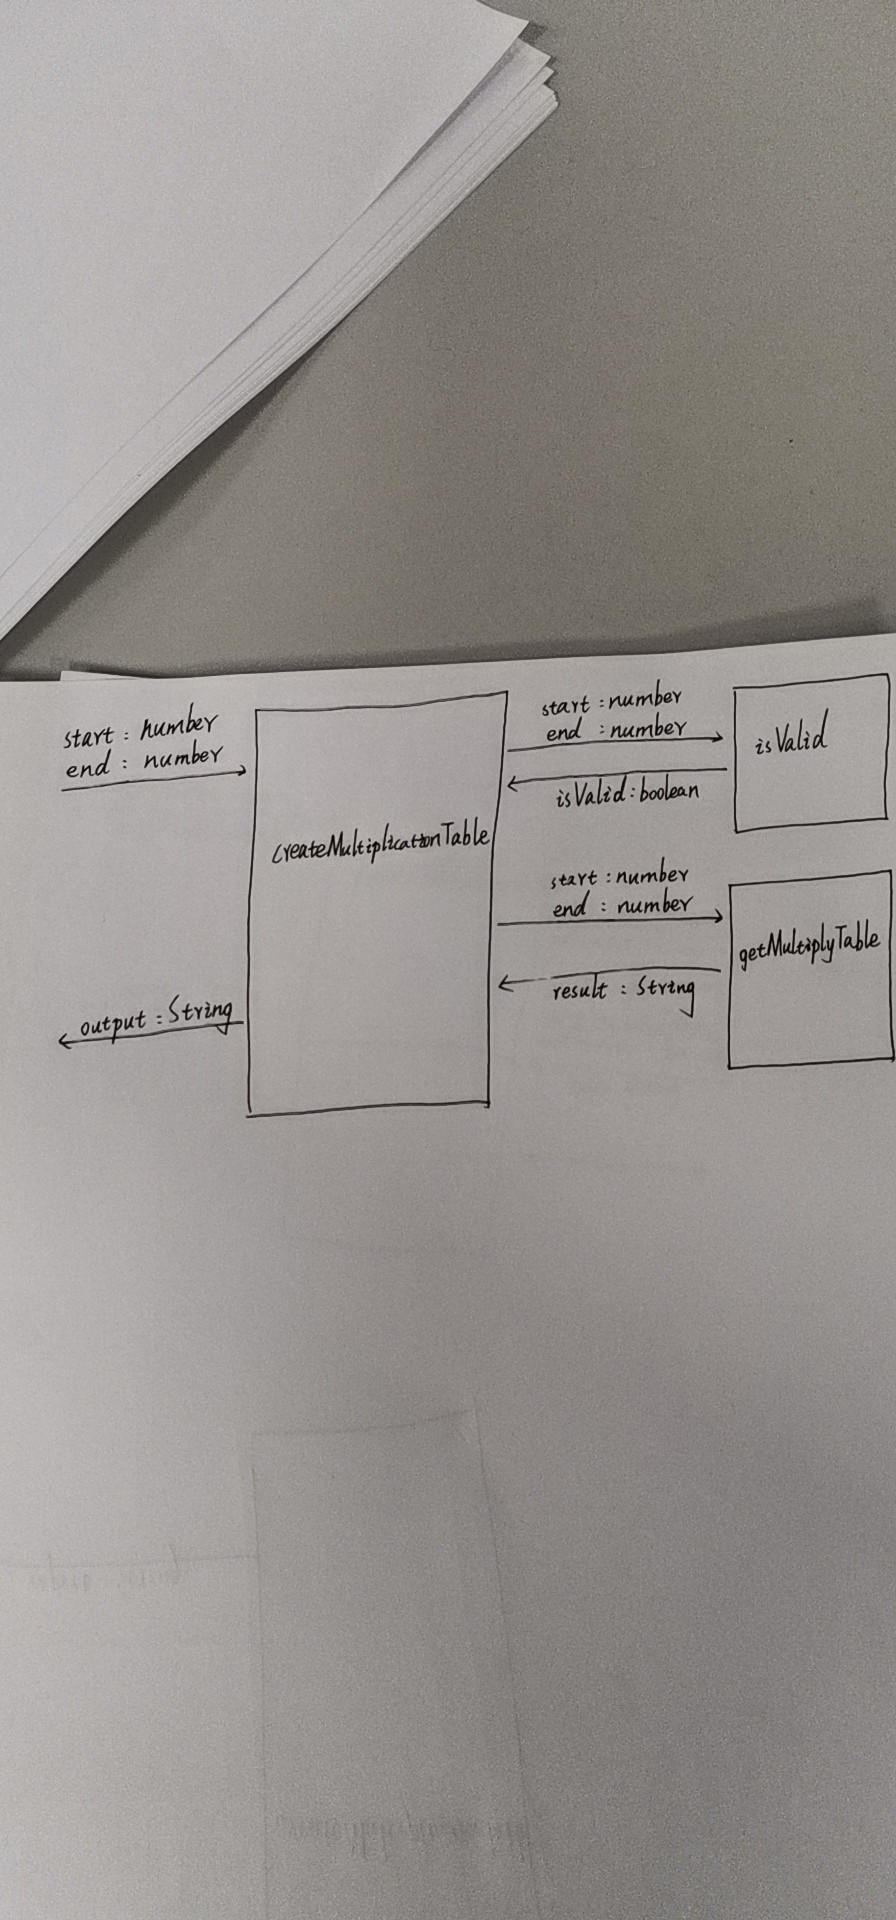 start : number
end : number
createMultiplicationTable
output : String
start : number
end : number
isValid : boolean
isValid
start : number
end : number
result : String
getMultiplyTable